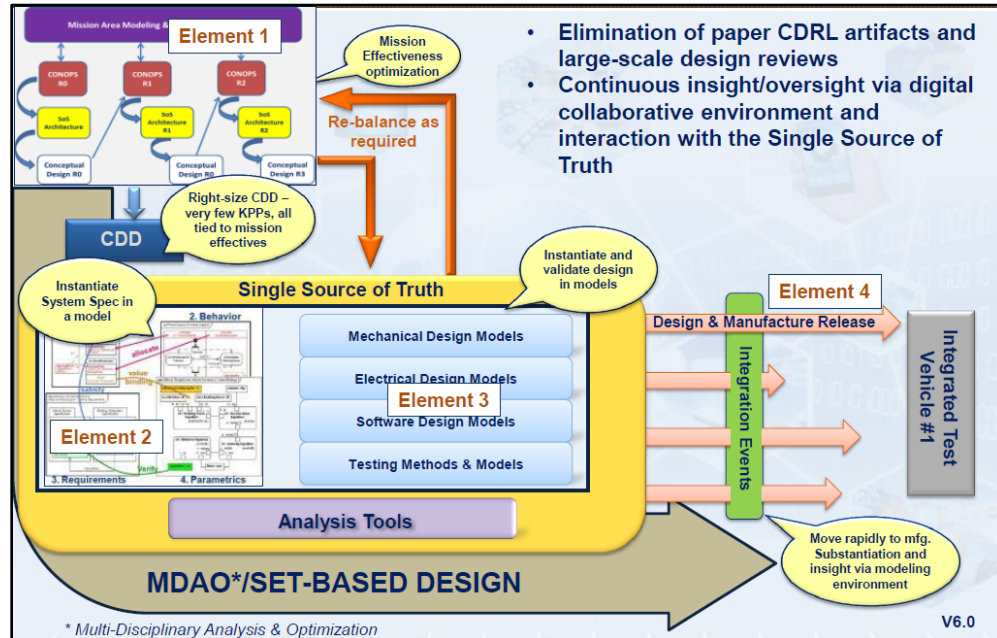 Mission Area Modeling &
Element 1
CONOPS
R0
CONOPS
R1
CONOPS
R2
SoS
Architecture
SoS
Architecture
R1
SoS
Architecture
R2
Conceptual
Design R0
Conceptual
Design R0
Conceptual
Design R3
Mission
Effectiveness
optimization
Re-balance as
required
• Elimination of paper CDRL artifacts and
large-scale design reviews
• Continuous insight/oversight via digital
collaborative environment and
interaction with the Single Source of
Truth
CDD
Right-size CDD –
very few KPPs, all
tied to mission
effectives
Instantiate
System Spec in
a model
Single Source of Truth
Instantiate and
validate design
in models
2. Behavior
allocate
value
binding
satisfy
Element 2
Verify
3. Requirements
4. Parametrics
Mechanical Design Models
Electrical Design Models
Element 3
Software Design Models
Testing Methods & Models
Analysis Tools
Element 4
Design & Manufacture Release
Integration Events
Integrated Test
Vehicle #1
Move rapidly to mfg.
Substantiation and
insight via modeling
environment
MDAO*/SET-BASED DESIGN
* Multi-Disciplinary Analysis & Optimization
V6.0